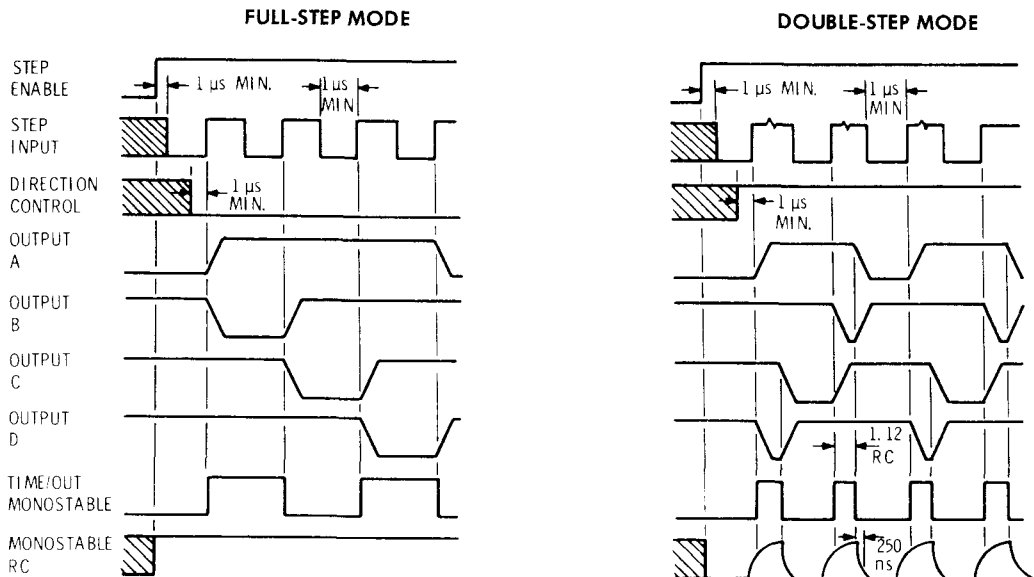 FULL-STEP MODE
STEP
ENABLE
1 μs MIN.
1 μs
MIN
STEP
INPUT
DIRECTION
CONTROL
1 μs
MIN.
OUTPUT
A
OUTPUT
B
OUTPUT
C
OUTPUT
D
TIME/OUT
MONOSTABLE
MONOSTABLE
RC
DOUBLE-STEP MODE
1 μs MIN.
1 μs
MIN
1 μs
MIN.
1. 12
RC
250
ns